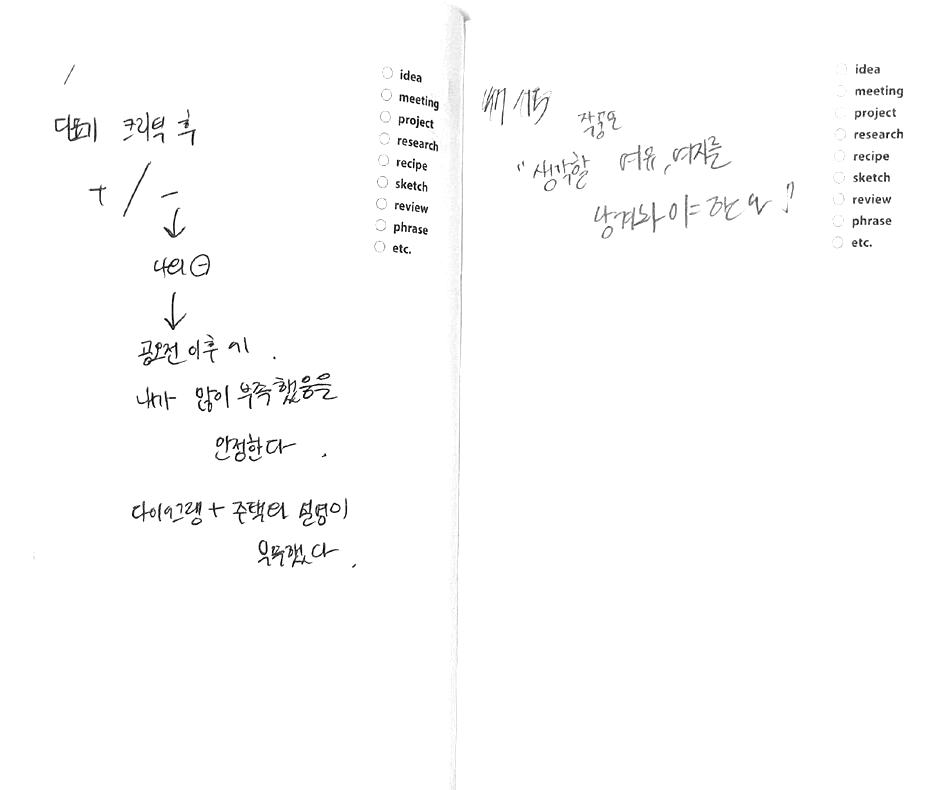 /
크리틱 후
+ / -
↓
나의 ⊖
↓
공모전 이후에.
내가 많이 부족했음을
인정한다.
다이어그램 + 주택의 설명이
부족했다.
idea
meeting
project
research
recipe
sketch
review
phrase
etc.
작품도
"생각할 여유, 여지를
남겨놔야 한다"
idea
meeting
project
research
recipe
sketch
review
phrase
etc.